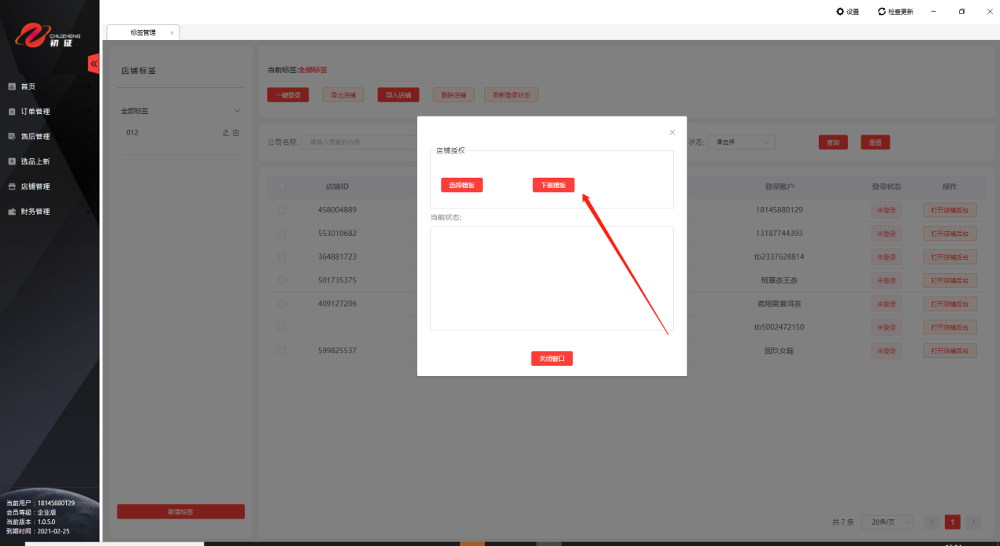 设置 检查更新
CHUZHENG
初征
标签管理
首页
订单管理
售后管理
选品上新
店铺管理
财务管理
当前用户：18145880129
会员等级：企业版
当前版本：1.0.5.0
到期时间：2021-02-25
店铺标签
全部标签
012
新增标签
当前标签:全部标签
一键登录 导出店铺 导入店铺 删除店铺 刷新登录状态
公司名称: 请输入搜索的内容 状态: 请选择 查询 重置
店铺ID 登录账户 登录状态 操作
458004889 18145880129 未登录 打开店铺后台
553010682 13187744393 未登录 打开店铺后台
364881723 tb2337628814 未登录 打开店铺后台
501735375 班章茶王茶 未登录 打开店铺后台
409127206 茗翔昊普洱茶 未登录 打开店铺后台
tb5002472150 未登录 打开店铺后台
599825537 固玖女鞋 未登录 打开店铺后台
共 7 条 20条/页 1
店铺授权
选择模板 下载模板
当前状态:
关闭窗口